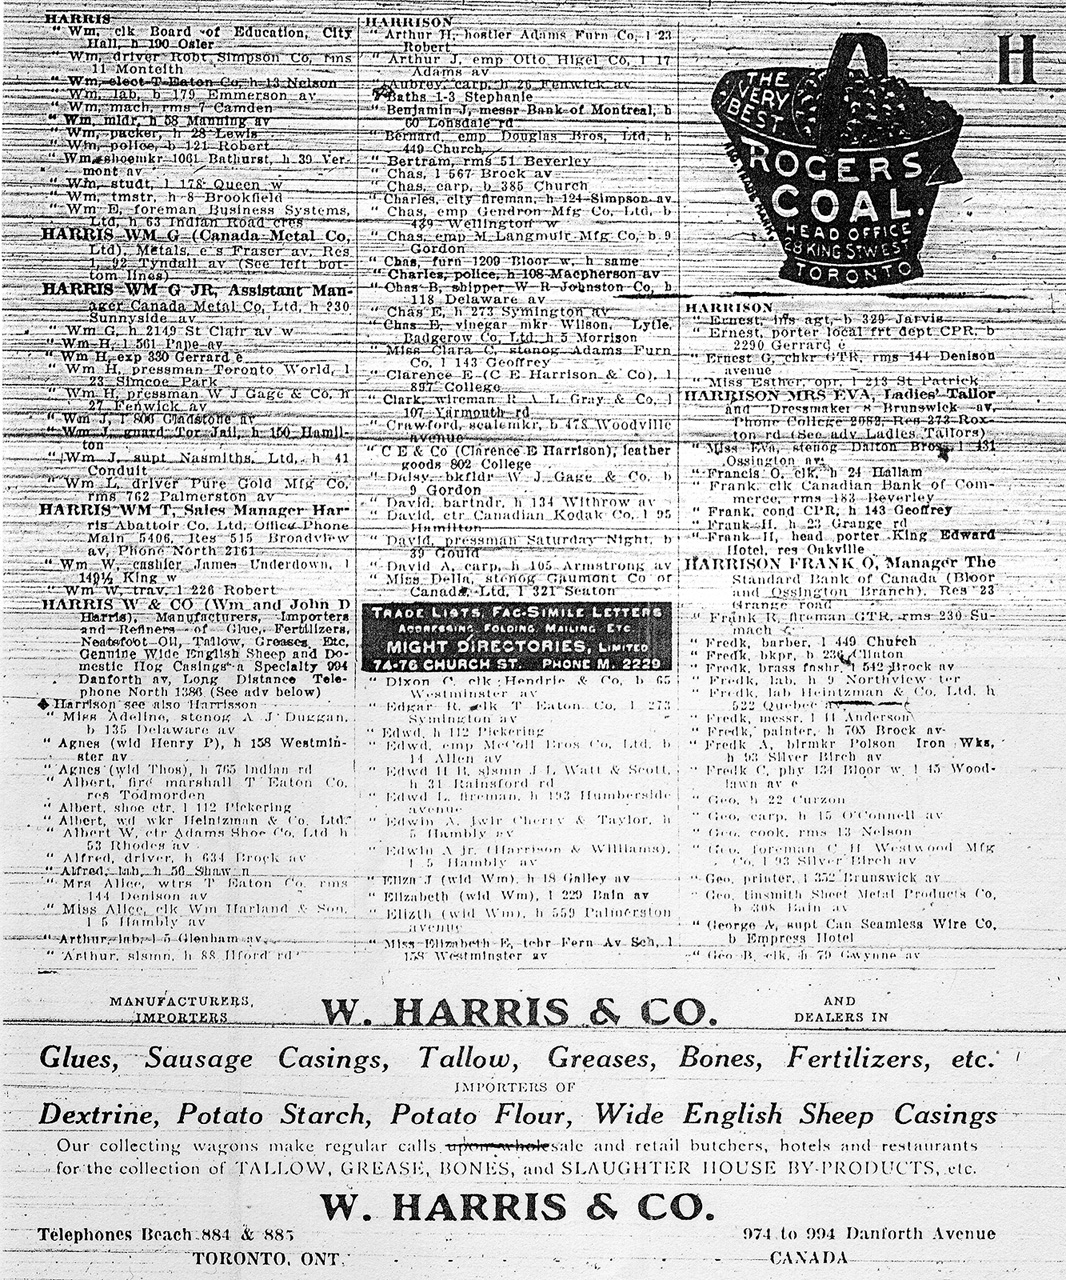 HARRIS
" Wm, clk Board of Education, City
Hall, h 190 Osler
" Wm, driver Robt Simpson Co, rms
11 Monteith
" Wm, elect T Eaton Co, h 13 Nelson
" Wm, lab, b 179 Emmerson av
" Wm, mach, rms 7 Camden
" Wm, mldr, h 58 Manning av
" Wm, packer, h 28 Lewis
" Wm, police, b 121 Robert
" Wm, shoemkr 1061 Bathurst, h 39 Ver-
mont av
" Wm, studt, l 178 Queen w
" Wm, tmstr, h 8 Brookfield
" Wm E, foreman Business Systems,
Ltd, h 63 Indian Road cres
HARRIS WM G (Canada Metal Co,
Ltd), Metals, e s Fraser av, Res
92 Tyndall av (See left bot-
tom lines)
HARRIS WM G JR, Assistant Man-
ager Canada Metal Co, Ltd, h 230
Sunnyside av
" Wm G, h 2149 St Clair av w
" Wm H, l 561 Pape av
" Wm H, exp 330 Gerrard e
" Wm H, pressman Toronto World, l
23 Simcoe Park
" Wm H, pressman W J Gage & Co, h
27 Fenwick av
" Wm J, l 806 Gladstone av
" Wm J, guard Tor Jail, h 150 Hamil-
ton
" Wm J, supt Nasmiths, Ltd, h 41
Conduit
" Wm L, driver Pure Gold Mfg Co,
rms 762 Palmerston av
HARRIS WM T, Sales Manager Har-
ris Abattoir Co, Ltd, Office Phone
Main 5406, Res 515 Broadview
av, Phone North 2161
" Wm W, cashier James Underdown, l
149½ King w
" Wm W, trav, l 226 Robert
HARRIS W & CO (Wm and John D
Harris), Manufacturers, Importers
and Refiners of Glue, Fertilizers,
Neatsfoot Oil, Tallow, Greases, Etc,
Genuine Wide English Sheep and Do-
mestic Hog Casings a Specialty 994
Danforth av, Long Distance Tele-
phone North 1386 (See adv below)
◆ Harrison see also Harrisson
" Miss Adeline, stenog A J Duggan,
b 135 Delaware av
" Agnes (wid Henry P), h 158 Westmin-
ster av
" Agnes (wid Thos), h 765 Indian rd
" Albert, fire marshall T Eaton Co,
res Todmorden
" Albert, shoe ctr, l 112 Pickering
" Albert, wd wkr Heintzman & Co, Ltd
" Albert W, ctr Adams Shoe Co, Ltd h
53 Rhodes av
" Alfred, driver, h 634 Brock av
" Alfred, lab, h 50 Shaw n
" Mrs Alice, wtrs T Eaton Co, rms
144 Denison av
" Miss Alice, clk Wm Harland & Son,
l 5 Hambly av
" Arthur, lab, l 5 Glenham av
" Arthur, slsmn, h 88 Ilford rd
HARRISON
" Arthur H, hostler Adams Furn Co, l 23
Robert
" Arthur J, emp Otto Higel Co, l 17
Adams av
" Aubrey, carp, h 26 Fenwick av
" Baths 1-3 Stephanie
" Benjamin J, messr Bank of Montreal, h
60 Lonsdale rd
" Bernard, emp Douglas Bros, Ltd, h
449 Church
" Bertram, rms 51 Beverley
" Chas, l 567 Brock av
" Chas, carp, b 385 Church
" Charles, city fireman, h 124 Simpson av
" Chas, emp Gendron Mfg Co, Ltd, b
439 Wellington w
" Chas, emp M Langmuir Mfg Co, b 9
Gordon
" Chas, furn 1209 Bloor w, h same
" Charles, police, h 108 Macpherson av
" Chas B, shipper W R Johnston Co, h
118 Delaware av
" Chas E, h 273 Symington av
" Chas E, vinegar mkr Wilson, Lytle,
Badgerow Co, Ltd, h 5 Morrison
" Miss Clara C, stenog Adams Furn
Co, l 143 Geoffrey
" Clarence E (C E Harrison & Co), l
897 College
" Clark, wireman R A L Gray & Co, l
107 Yarmouth rd
" Crawford, scalemkr, b 478 Woodville
avenue
" C E & Co (Clarence E Harrison), leather
goods 802 College
" Daisy, bkfldr W J Gage & Co, b
9 Gordon
" David, bartndr, h 134 Withrow av
" David, ctr Canadian Kodak Co, l 95
Hamilton
" David, pressman Saturday Night, b
39 Gould
" David A, carp, h 105 Armstrong av
" Miss Della, stenog Gaumont Co of
Canada, Ltd, l 321 Seaton
TRADE LISTS FAC-SIMILE LETTERS
ADDRESSING FOLDING MAILING ETC
MIGHT DIRECTORIES, LIMITED
74-76 CHURCH ST. PHONE M. 2229
" Dixon C, clk Hendrie & Co, b 65
Westminster av
" Edgar R, clk T Eaton Co, l 273
Symington av
" Edwd, h 112 Pickering
" Edwd, emp McColl Bros Co, Ltd, b
14 Allen av
" Edwd H B, slsmn J L Watt & Scott,
h 31 Rainsford rd
" Edwd L, fireman, h 193 Humberside
avenue
" Edwin A, jwlr Cherry & Taylor, h
5 Hambly av
" Edwin A jr (Harrison & Williams),
l 5 Hambly av
" Eliza J (wid Wm), h 18 Galley av
" Elizabeth (wid Wm), l 229 Bain av
" Elizth (wid Wm), h 559 Palmerston
avenue
" Miss Elizabeth E, tchr Fern Av Sch, l
158 Westminster av
H
THE
VERY
BEST
TRADE MARK
ROGERS
COAL.
HEAD OFFICE
28 KING ST WEST
TORONTO
HARRISON
" Ernest, ins agt, b 329 Jarvis
" Ernest, porter local frt dept CPR, b
2290 Gerrard e
" Ernest G, chkr GTR, rms 144 Denison
avenue
" Miss Esther, opr, l 213 St Patrick
HARRISON MRS EVA, Ladies' Tailor
and Dressmaker 8 Brunswick av,
Phone College 2082, Res 273 Rox-
ton rd (See adv Ladies Tailors)
" Miss Eva, stenog Dalton Bros, l 431
Ossington av
" Francis O, clk, h 24 Hallam
" Frank, clk Canadian Bank of Com-
merce, rms 183 Beverley
" Frank, cond CPR, h 143 Geoffrey
" Frank H, h 23 Grange rd
" Frank H, head porter King Edward
Hotel, res Oakville
HARRISON FRANK O, Manager The
Standard Bank of Canada (Bloor
and Ossington Branch), Res 23
Grange road
" Frank R, fireman GTR, rms 230 Su-
mach
" Fredk, barber, l 449 Church
" Fredk, bkpr, b 236 Clinton
" Fredk, brass fnshr, l 542 Brock av
" Fredk, lab, h 9 Northview ter
" Fredk, lab Heintzman & Co, Ltd, h
522 Quebec av
" Fredk, messr, l 11 Anderson
" Fredk, painter, h 705 Brock av
" Fredk A, blrmkr Polson Iron Wks,
h 93 Silver Birch av
" Fredk C, phy 134 Bloor w, l 45 Wood-
lawn av e
" Geo, h 22 Curzon
" Geo, carp, h 15 O'Connell av
" Geo, cook, rms 13 Nelson
" Geo, foreman C H Westwood Mfg
Co, l 93 Silver Birch av
" Geo, printer, l 352 Brunswick av
" Geo, tinsmith Sheet Metal Products Co,
b 308 Bain av
" George A, supt Can Seamless Wire Co,
b Empress Hotel
" Geo B, clk, h 79 Gwynne av
MANUFACTURERS,
IMPORTERS
W. HARRIS & CO.
AND
DEALERS IN
Glues, Sausage Casings, Tallow, Greases, Bones, Fertilizers, etc.
IMPORTERS OF
Dextrine, Potato Starch, Potato Flour, Wide English Sheep Casings
Our collecting wagons make regular calls upon wholesale and retail butchers, hotels and restaurants
for the collection of TALLOW, GREASE, BONES, and SLAUGHTER HOUSE BY-PRODUCTS, etc.
W. HARRIS & CO.
Telephones Beach 884 & 885
974 to 994 Danforth Avenue
TORONTO, ONT.
CANADA